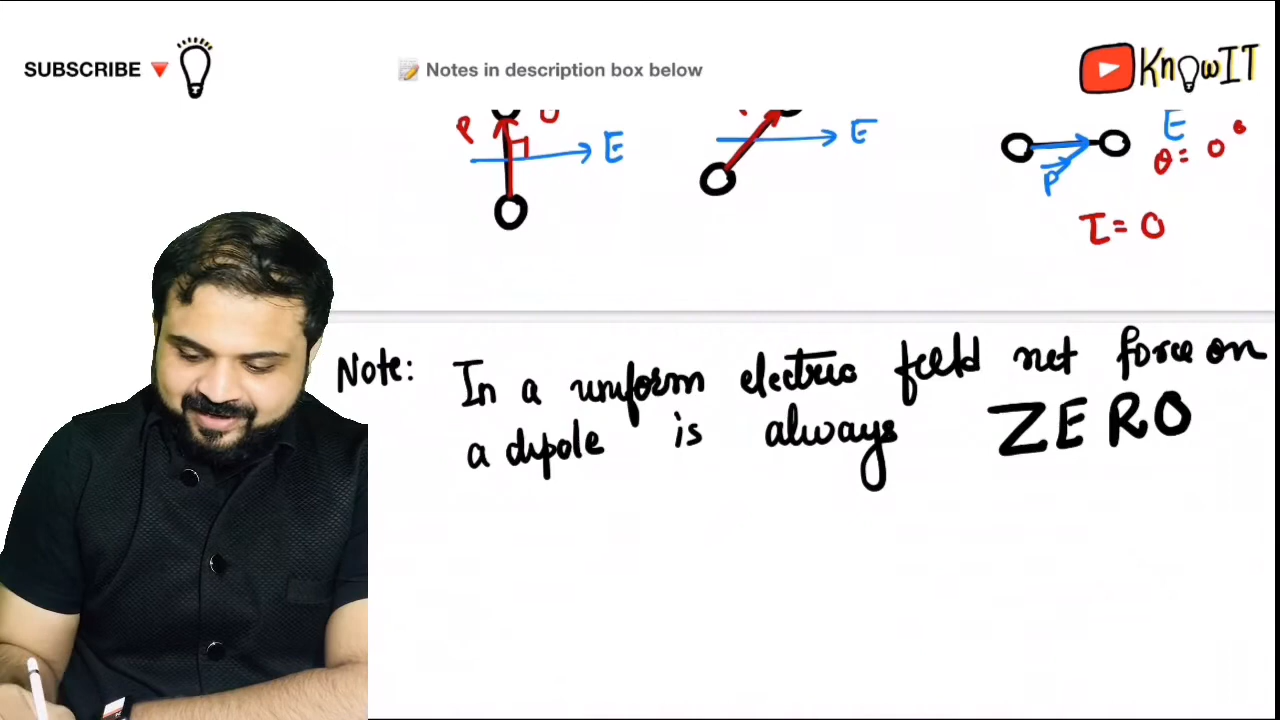 SUBSCRIBE
Notes in description box below
KnowIT
P
E
E
E
θ = 0°
P
τ = 0
Note: In a uniform electric field net force on
a dipole is always ZERO